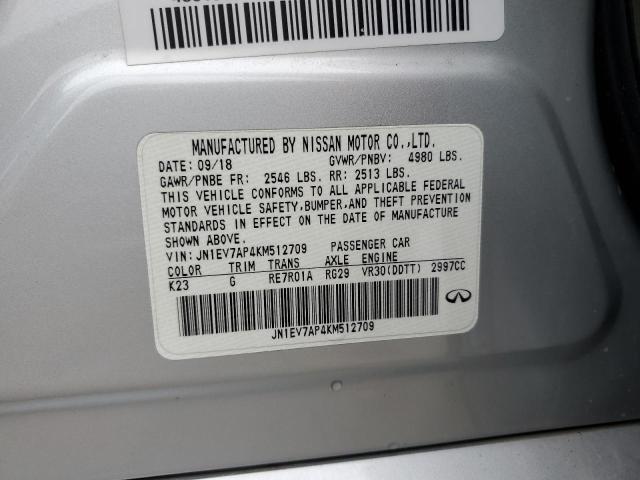 MANUFACTURED BY NISSAN MOTOR CO.,LTD.
DATE: 09/18 GVWR/PNBV: 4980 LBS.
GAWR/PNBE FR: 2546 LBS. RR: 2513 LBS.
THIS VEHICLE CONFORMS TO ALL APPLICABLE FEDERAL
MOTOR VEHICLE SAFETY,BUMPER,AND THEFT PREVENTION
STANDARDS IN EFFECT ON THE DATE OF MANUFACTURE
SHOWN ABOVE.
VIN: JN1EV7AP4KM512709 PASSENGER CAR
COLOR TRIM TRANS AXLE ENGINE
K23 G RE7R01A RG29 VR30(DDTT) 2997CC
JN1EV7AP4KM512709